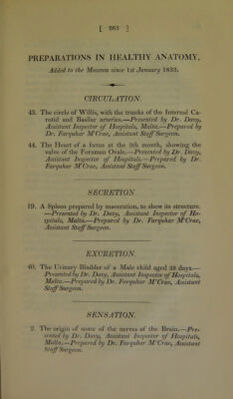 [ 263 ]
PREPARATIONS IN HEALTHY ANATOMY,
Added to the Museum since 1st January 1833.
CIRCULATION.
43. The circle of Willis, with the trunks of the Internal Ca-
rotid and Basilar arteries.—Presented by Dr. Davy,
Assistant Inspector of Hospitals, Malta.—Prepared by
Dr. Farquhar M'Crae, Assistant Staff Surgeon.
44. The Heart of a fœtus at the 9th month, showing the
valve of the Foramen Ovale.—Presented by Dr. Davy,
Assistant Inspector of Hospitals.—Prepared by Dr.
Farquhar M'Crae, Assistant Staff Surgeon.
SECRETION.
19. A Spleen prepared by maceration, to show its structure.
—Presented by Dr. Davy, Assistant Inspector of Hos-
pitals, Malta.—Prepared by Dr. Farquhar M'Crae,
Assistant Staff Surgeon.
EXCRETION.
40. The Urinary Bladder of a Male child aged 38 days.—
Presented by Dr. Davy, Assistant Inspector of Hospitals,
Malta.—Prepared by Dr. Farquhar M'Crae, Assistant
Staff Surgeon.
SENSATION.
2. The origin of some of the nerves of the Brain.—Pre-
sented by Dr. Davy, Assistant Inspector of Hospitals,
Malta.—Prepared by Dr. Farquhar M'Crae, Assistant
Staff Surgeon.